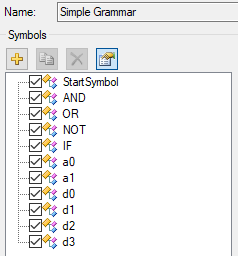 Name: Simple Grammar
Symbols
StartSymbol
AND
OR
NOT
IF
a0
a1
d0
d1
d2
d3